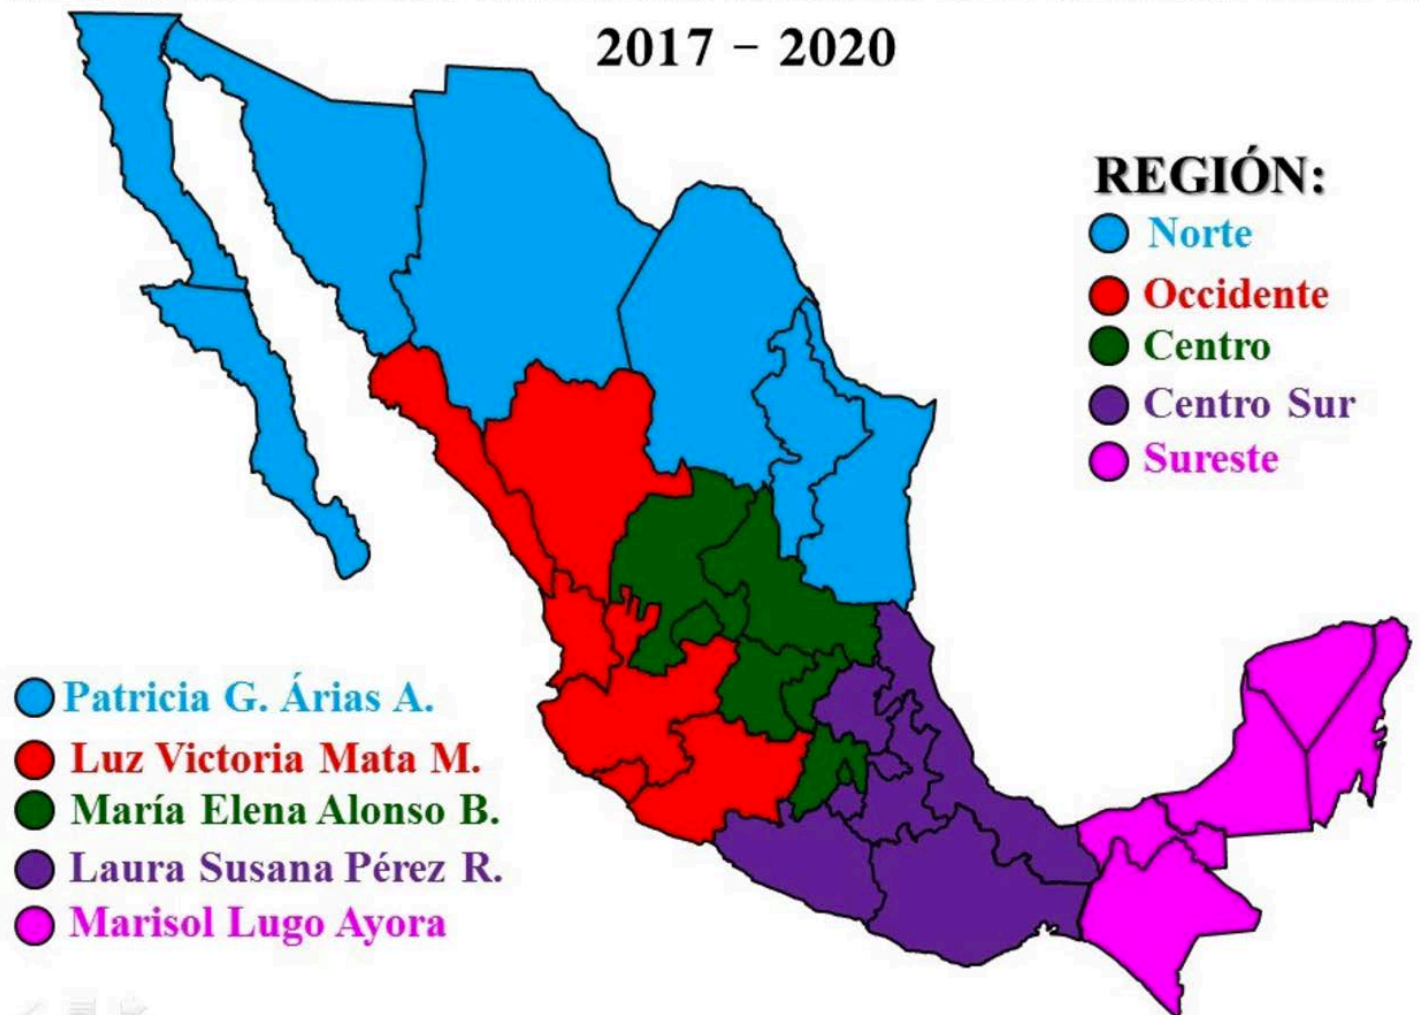 2017 – 2020
REGIÓN:
Norte
Occidente
Centro
Centro Sur
Sureste
Patricia G. Árias A.
Luz Victoria Mata M.
María Elena Alonso B.
Laura Susana Pérez R.
Marisol Lugo Ayora